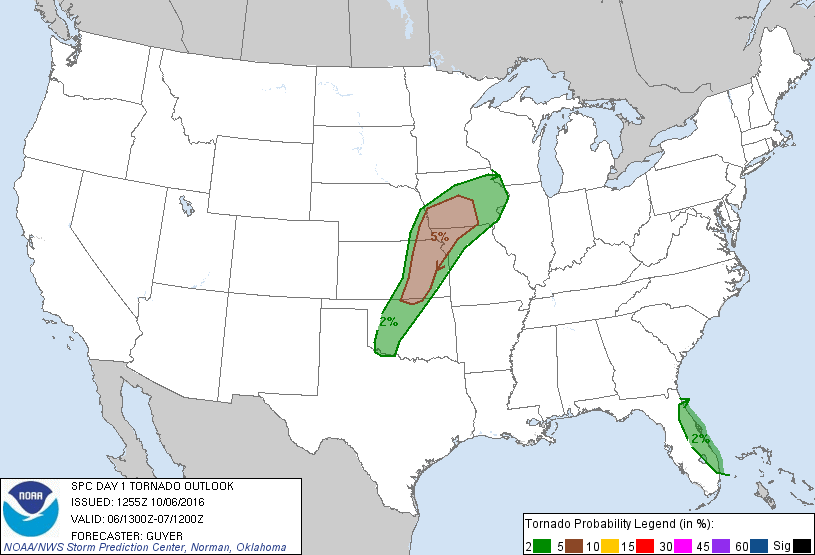 5%
2%
2%
NOAA
SPC DAY 1 TORNADO OUTLOOK
ISSUED: 1255Z 10/06/2016
VALID: 06/1300Z-07/1200Z
FORECASTER: GUYER
NOAA/NWS Storm Prediction Center, Norman, Oklahoma
Tornado Probability Legend (in %):
2 5 10 15 30 45 60 Sig